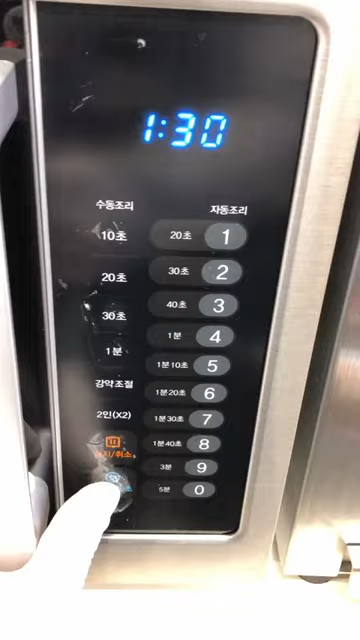 1:30
수동조리 자동조리
10초 20초 1
20초 30초 2
30초 40초 3
1분 1분 4
강약조절 1분10초 5
2인(X2) 1분20초 6
1분30초 7
1분40초 8
3분 9
5분 0